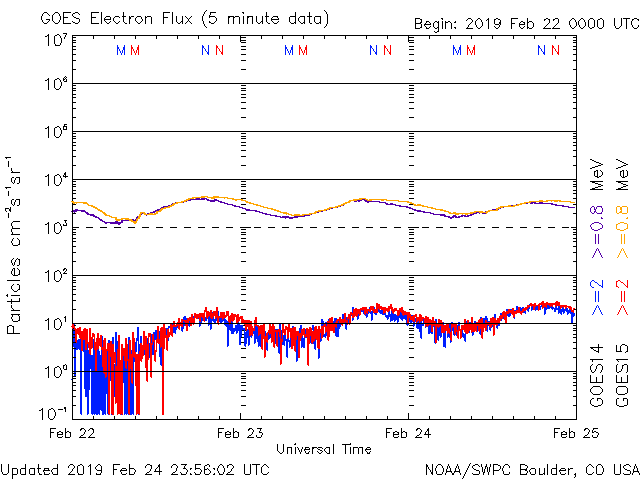 GOES Electron Flux (5 minute data)
Begin: 2019 Feb 22 0000 UTC
M M N N M M N N M M N N
10⁷
10⁶
10⁵
10⁴
10³
10²
10¹
10⁰
10⁻¹
Particles cm⁻²s⁻¹sr⁻¹
Feb 22 Feb 23 Feb 24 Feb 25
Universal Time
GOES14 >=2 >=0.8 MeV
GOES15 >=2 >=0.8 MeV
Updated 2019 Feb 24 23:56:02 UTC
NOAA/SWPC Boulder, CO USA